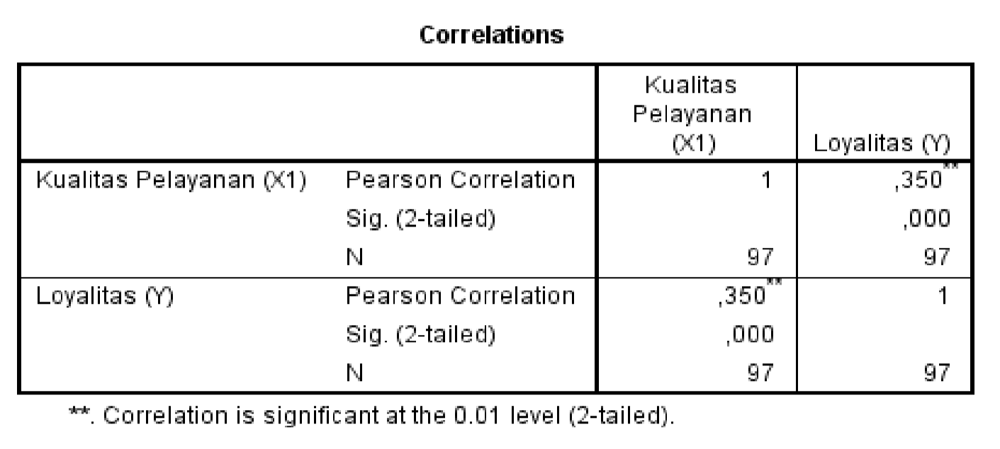 Correlations
Kualitas
Pelayanan
(X1) Loyalitas (Y)
Kualitas Pelayanan (X1) Pearson Correlation 1 ,350**
Sig. (2-tailed) ,000
N 97 97
Loyalitas (Y) Pearson Correlation ,350** 1
Sig. (2-tailed) ,000
N 97 97
**. Correlation is significant at the 0.01 level (2-tailed).